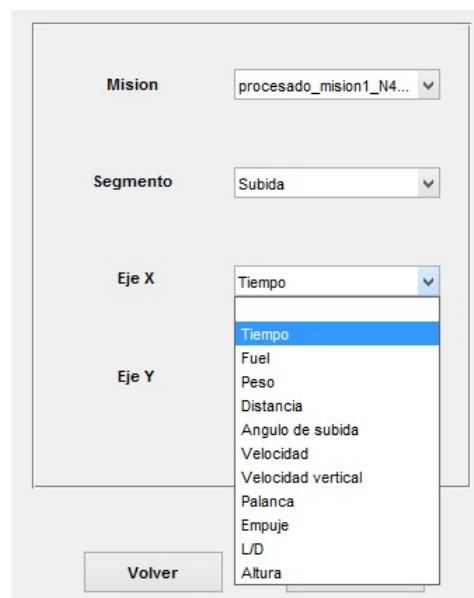 Mision procesado_mision1_N4...
Segmento Subida
Eje X Tiempo
Tiempo
Fuel
Eje Y Peso
Distancia
Angulo de subida
Velocidad
Velocidad vertical
Palanca
Empuje
L/D
Volver Altura